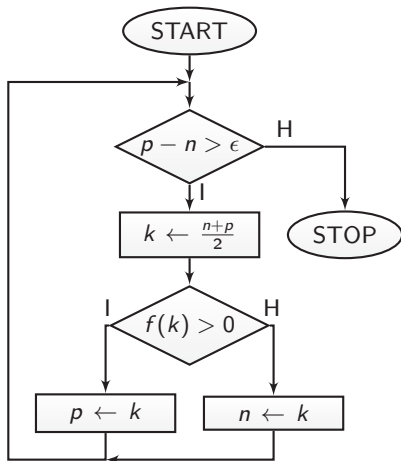 START
p − n > ϵ
H
I
k ← n+p/2
STOP
I
H
f(k) > 0
p ← k
n ← k